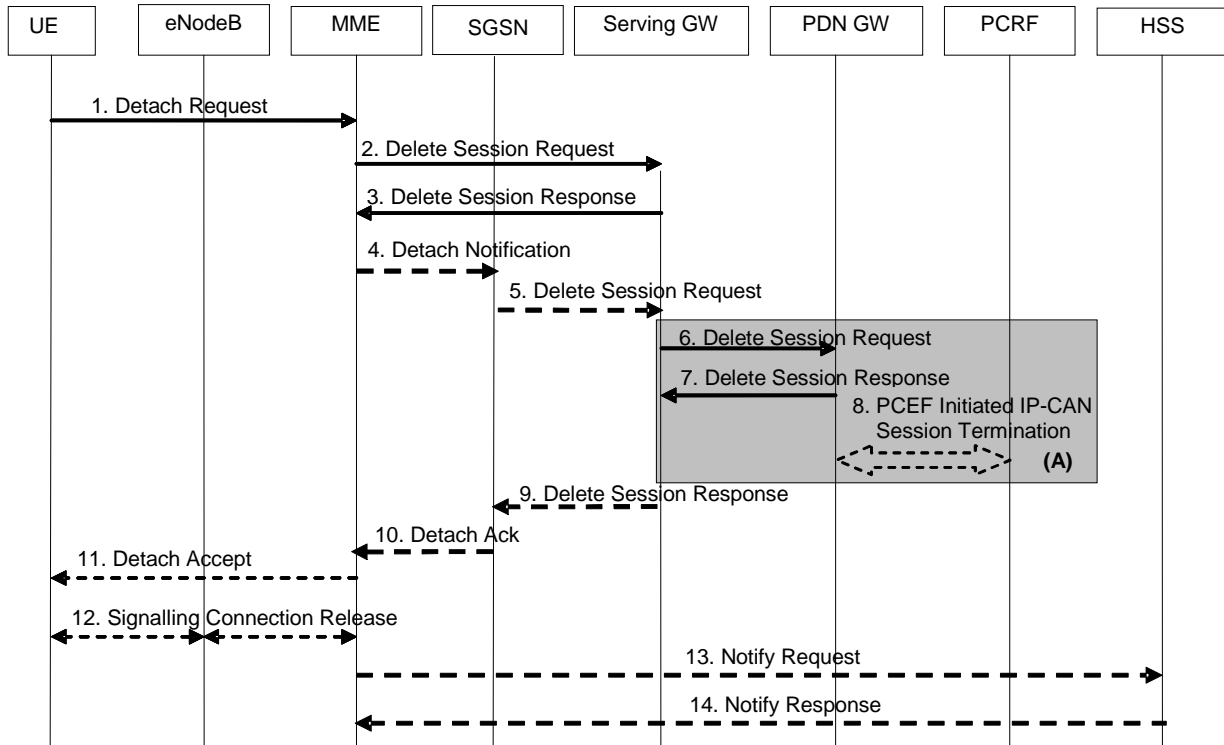 UE
eNodeB
MME
SGSN
Serving GW
PDN GW
PCRF
HSS
1. Detach Request
2. Delete Session Request
3. Delete Session Response
4. Detach Notification
5. Delete Session Request
6. Delete Session Request
7. Delete Session Response
8. PCEF Initiated IP-CAN
Session Termination
(A)
9. Delete Session Response
10. Detach Ack
11. Detach Accept
12. Signalling Connection Release
13. Notify Request
14. Notify Response